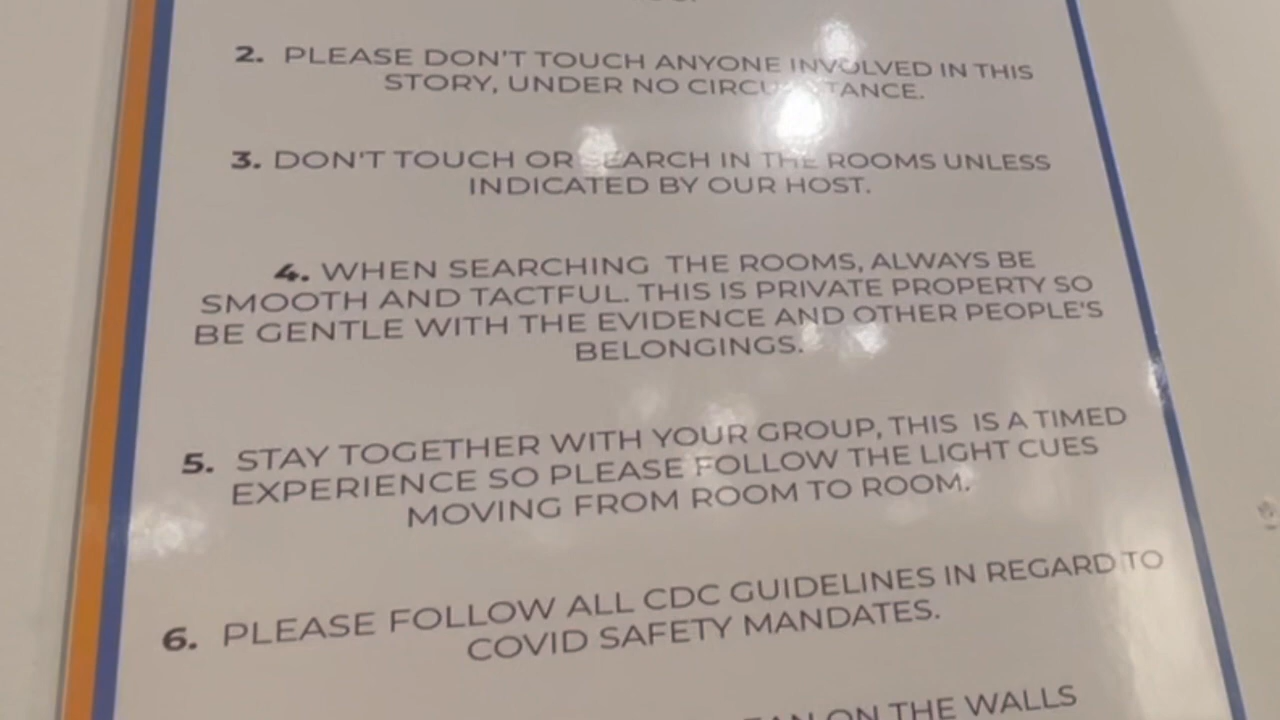 2. PLEASE DON'T TOUCH ANYONE INVOLVED IN THIS
STORY, UNDER NO CIRCUMSTANCE.
3. DON'T TOUCH OR SEARCH IN THE ROOMS UNLESS
INDICATED BY OUR HOST.
4. WHEN SEARCHING THE ROOMS, ALWAYS BE
SMOOTH AND TACTFUL. THIS IS PRIVATE PROPERTY SO
BE GENTLE WITH THE EVIDENCE AND OTHER PEOPLE'S
BELONGINGS.
5. STAY TOGETHER WITH YOUR GROUP, THIS IS A TIMED
EXPERIENCE SO PLEASE FOLLOW THE LIGHT CUES
MOVING FROM ROOM TO ROOM.
6. PLEASE FOLLOW ALL CDC GUIDELINES IN REGARD TO
COVID SAFETY MANDATES.
ON THE WALLS